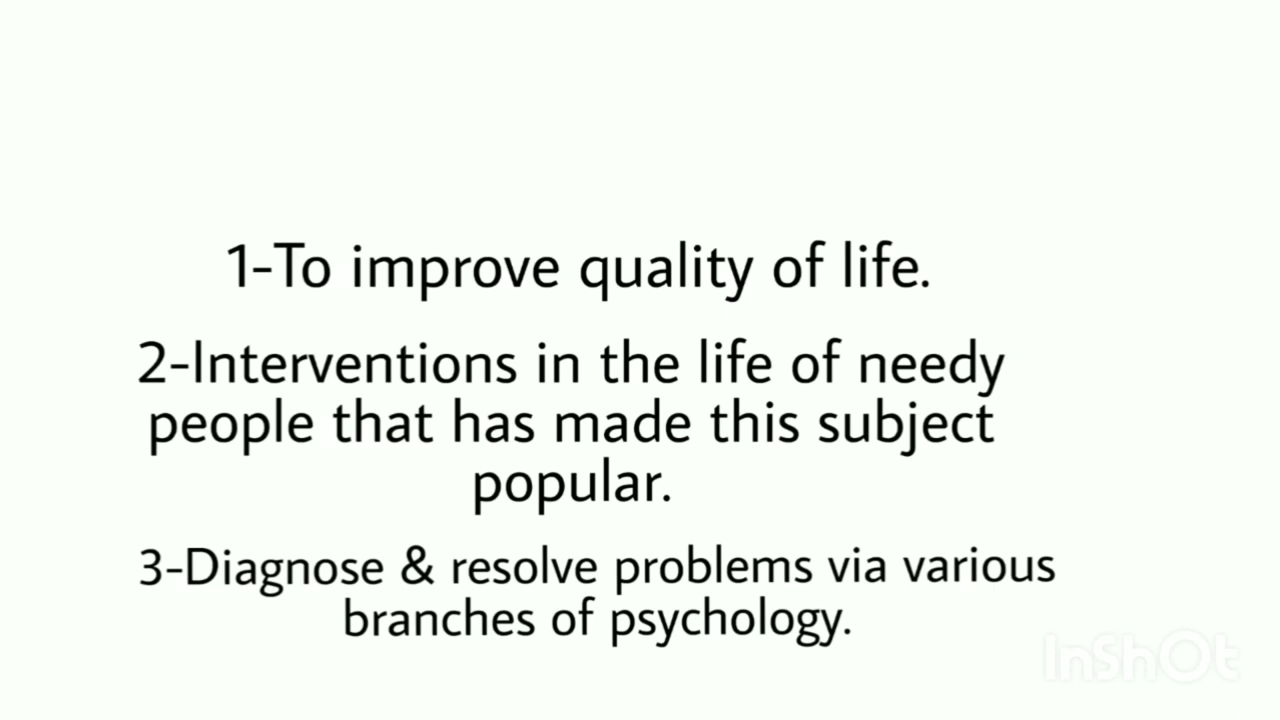 1-To improve quality of life.
2-Interventions in the life of needy
people that has made this subject
popular.
3-Diagnose & resolve problems via various
branches of psychology.
InShOt